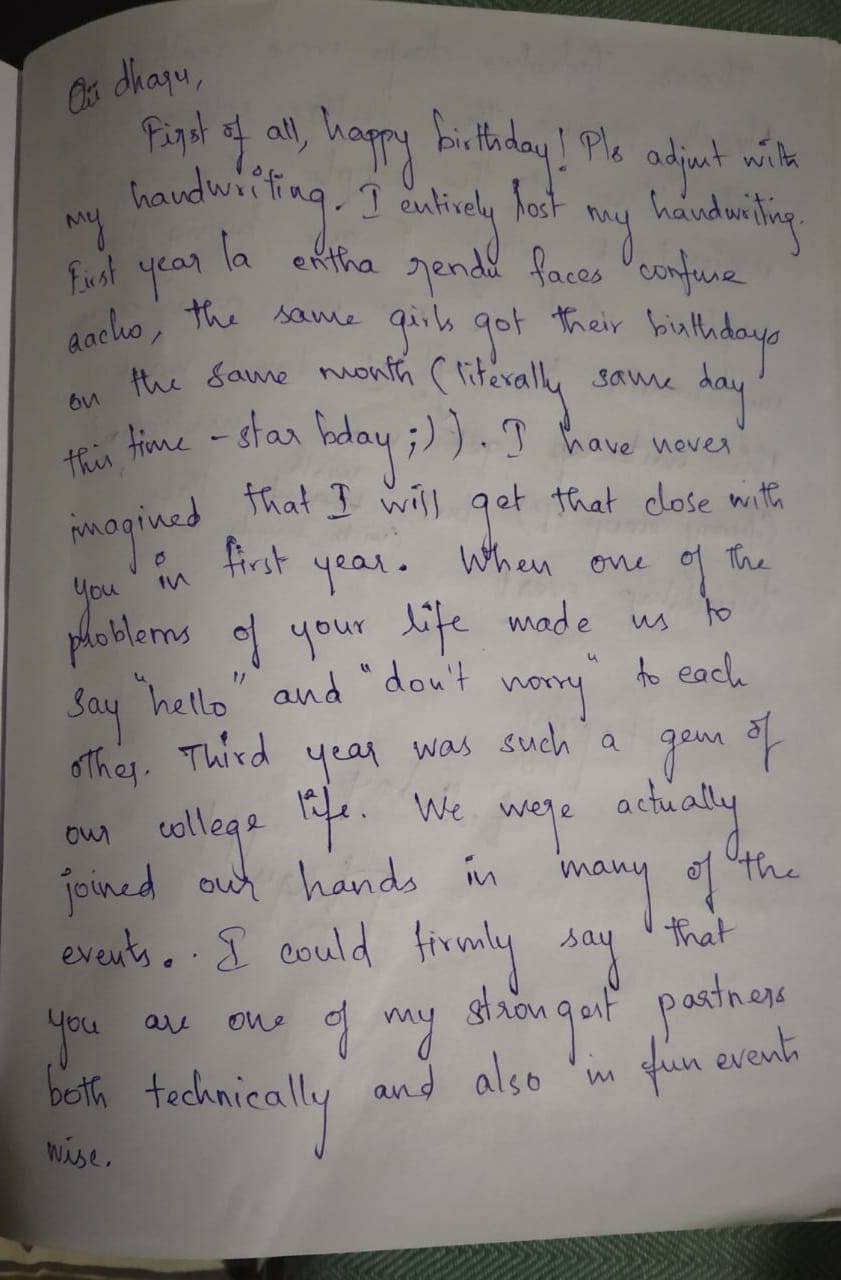 Oii dharu,
First of all, happy birthday! Pls adjust with
my handwriting. I entirely lost my handwriting.
First year la entha rendu faces confuse
aacho, the same girls got their birthdays
on the same month (literally same day
this time - star bday ;)). I have never
imagined that I will get that close with
you in first year. When one of the
problems of your life made us to
say "hello" and "don't worry" to each
other. Third year was such a gem of
our college life. We were actually
joined our hands in many of the
events. I could firmly say that
you are one of my strongest partners
both technically and also in fun events
wise.